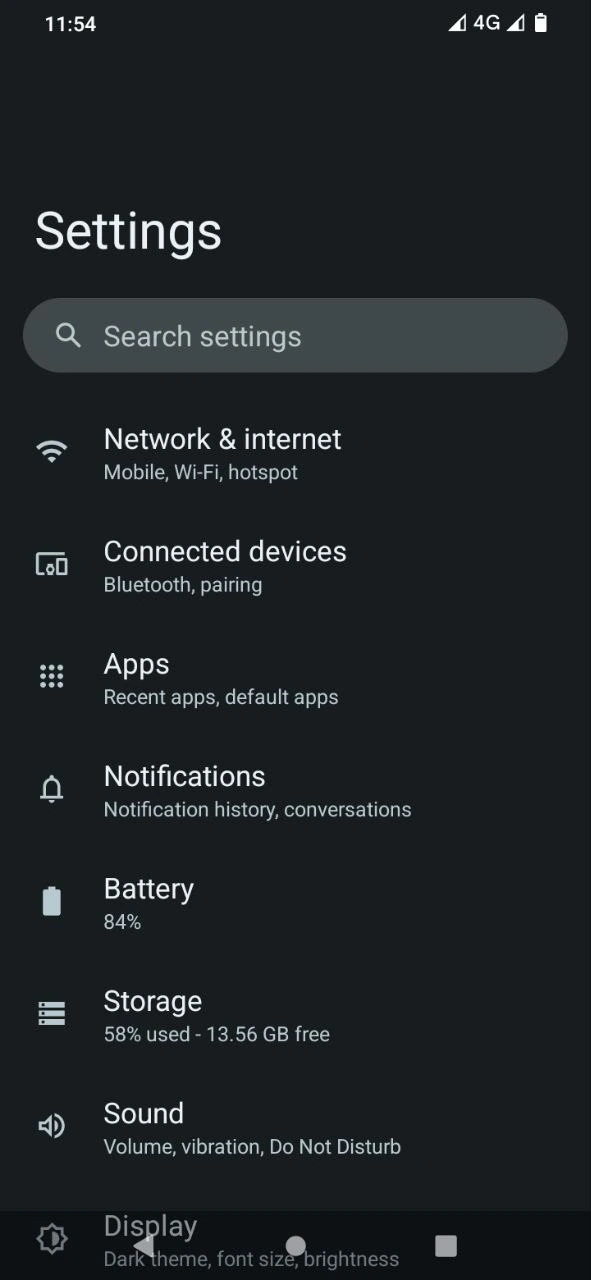 11:54
4G
Settings
Search settings
Network & internet
Mobile, Wi-Fi, hotspot
Connected devices
Bluetooth, pairing
Apps
Recent apps, default apps
Notifications
Notification history, conversations
Battery
84%
Storage
58% used - 13.56 GB free
Sound
Volume, vibration, Do Not Disturb
Display
Dark theme, font size, brightness